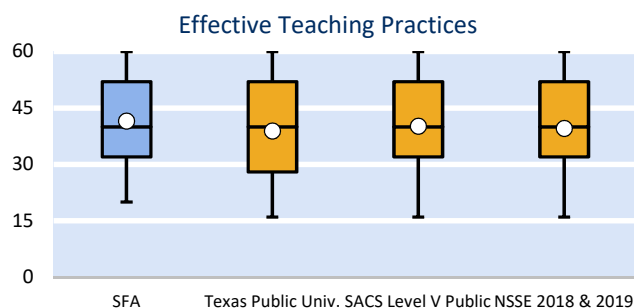 Effective Teaching Practices
60
45
30
15
0
SFA Texas Public Univ. SACS Level V Public NSSE 2018 & 2019